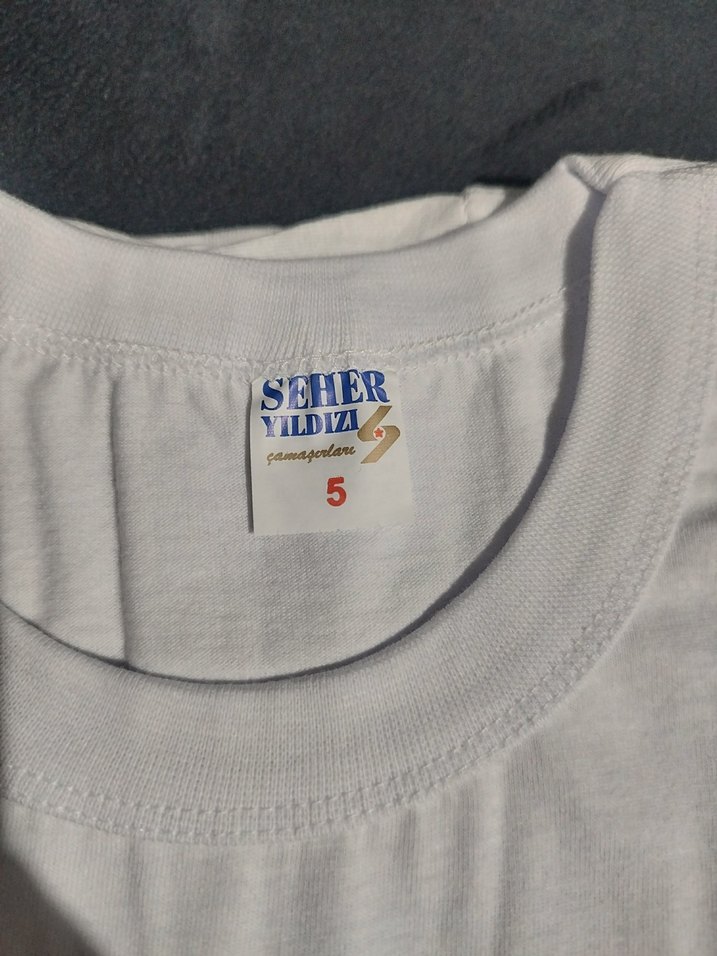 SEHER
YILDIZI
çamaşırları
5